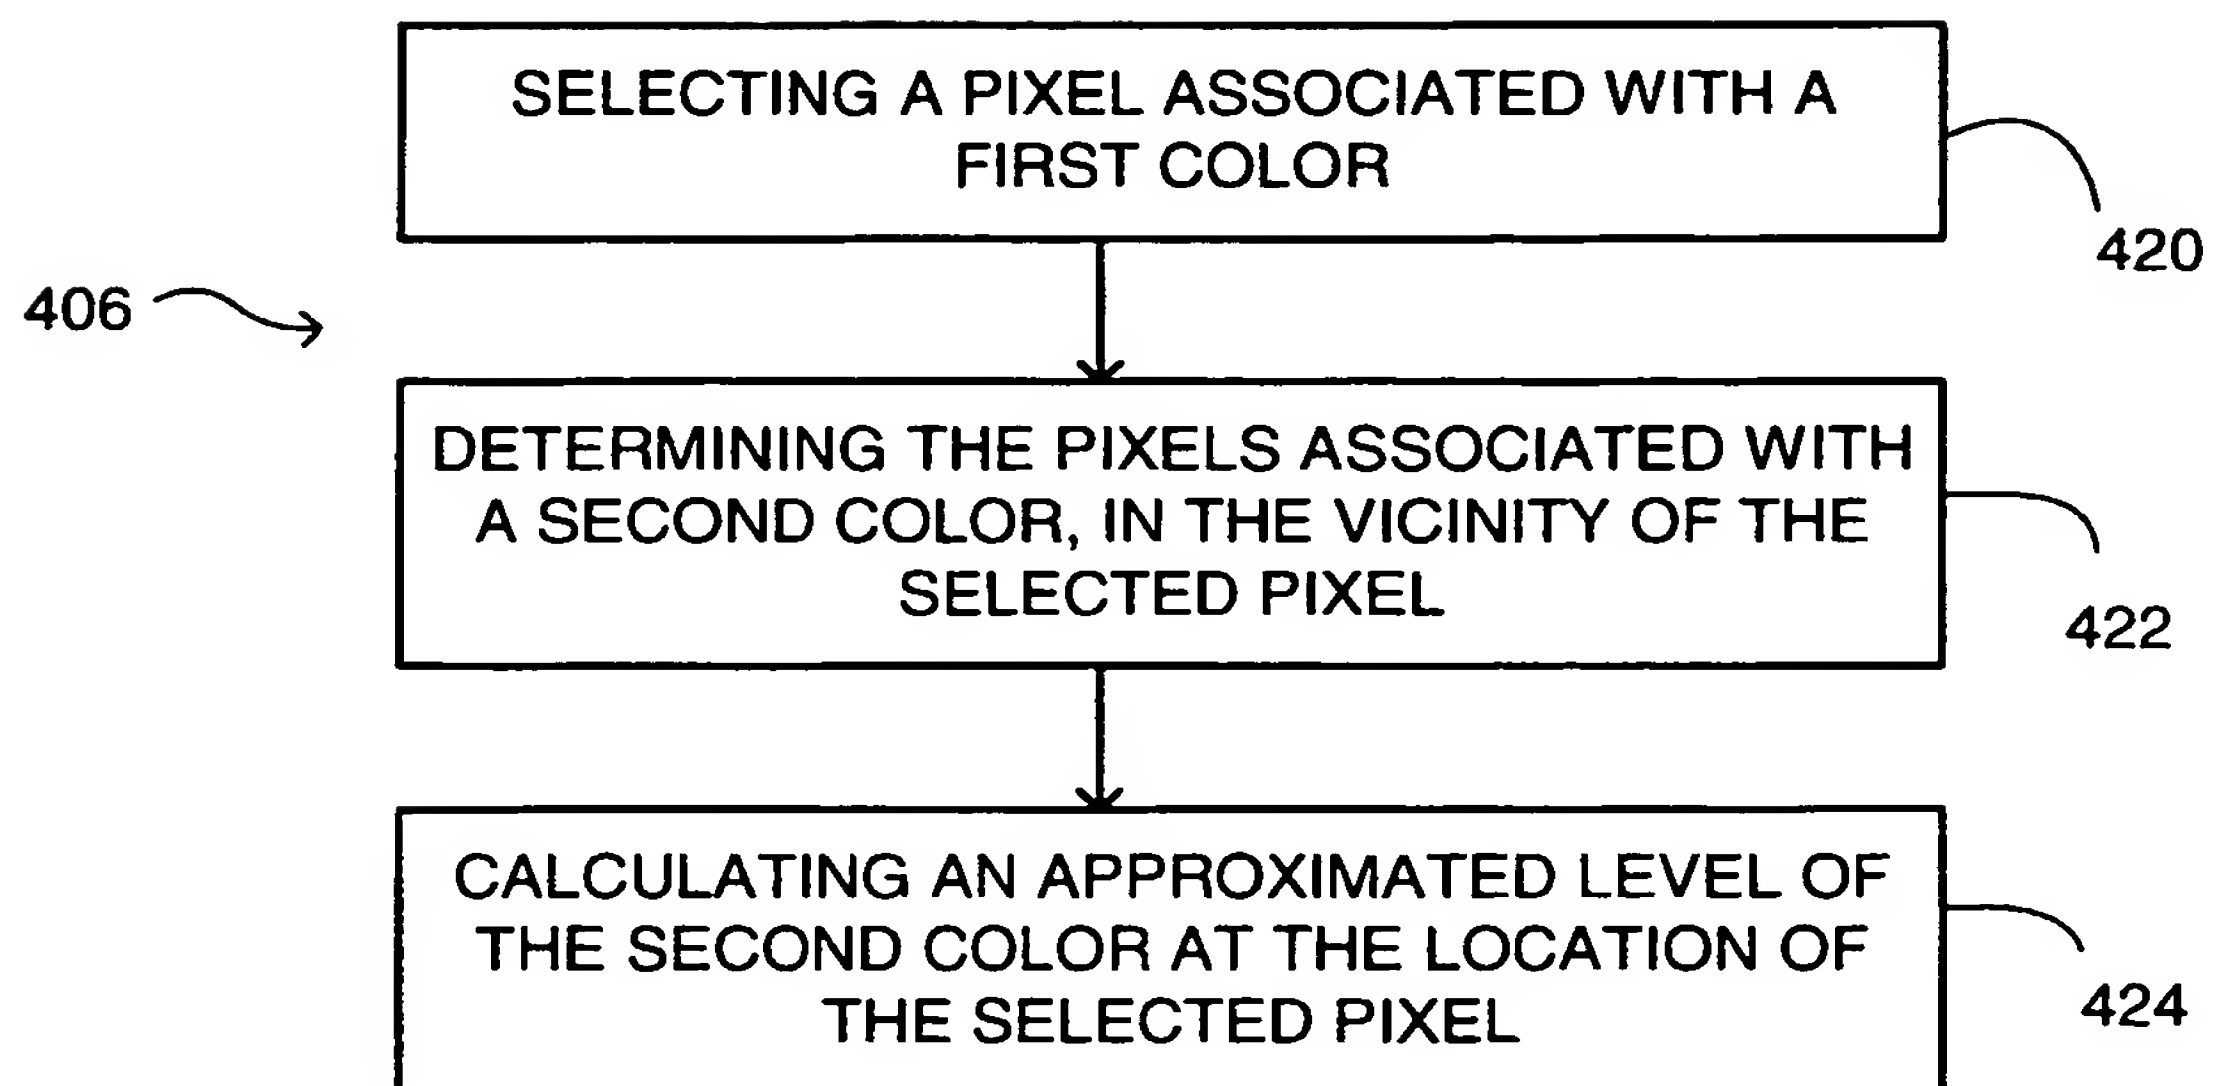 SELECTING A PIXEL ASSOCIATED WITH A
FIRST COLOR
420
406
DETERMINING THE PIXELS ASSOCIATED WITH
A SECOND COLOR, IN THE VICINITY OF THE
SELECTED PIXEL
422
CALCULATING AN APPROXIMATED LEVEL OF
THE SECOND COLOR AT THE LOCATION OF
THE SELECTED PIXEL
424